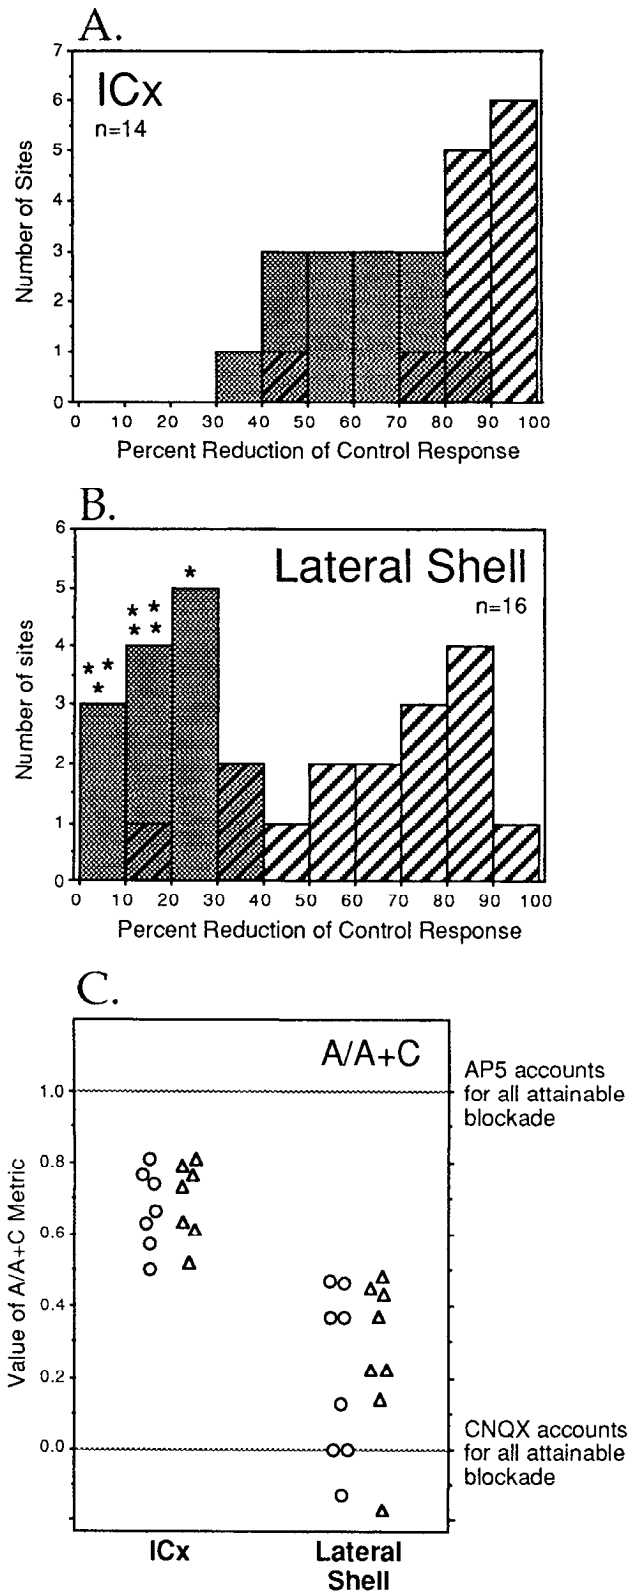 A.
7
6
5
4
3
2
1
0
Number of Sites
ICx
n=14
0 10 20 30 40 50 60 70 80 90 100
Percent Reduction of Control Response
B.
6
5
4
3
2
1
0
Number of sites
Lateral Shell
n=16
*
* *
* *
* *
*
0 10 20 30 40 50 60 70 80 90 100
Percent Reduction of Control Response
C.
A/A+C
1.0
0.8
0.6
0.4
0.2
0.0
Value of A/A+C Metric
AP5 accounts
for all attainable
blockade
CNQX accounts
for all attainable
blockade
ICx
Lateral
Shell